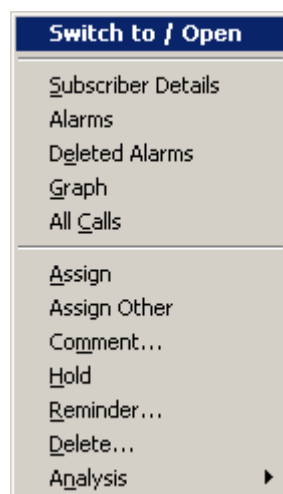 Switch to / Open
Subscriber Details
Alarms
Deleted Alarms
Graph
All Calls
Assign
Assign Other
Comment...
Hold
Reminder...
Delete...
Analysis